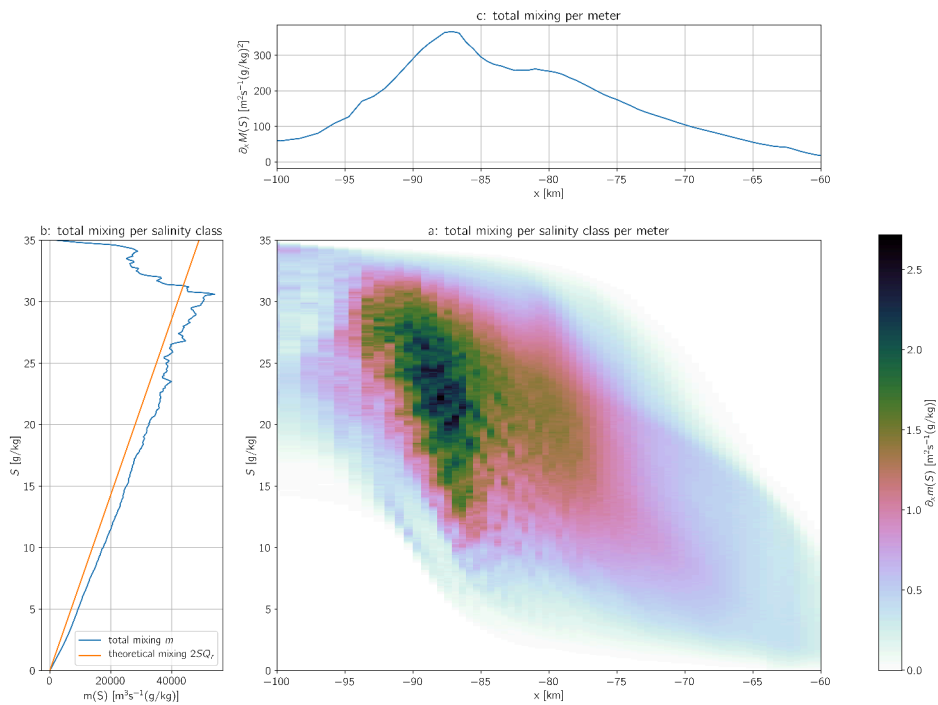 c: total mixing per meter
∂ₓM(S) [m²s⁻¹(g/kg)²]
300
200
100
0
−100 −95 −90 −85 −80 −75 −70 −65 −60
x [km]
b: total mixing per salinity class
S [g/kg]
35
30
25
20
15
10
5
0
total mixing m
theoretical mixing 2SQᵣ
0 20000 40000
m(S) [m³s⁻¹(g/kg)]
a: total mixing per salinity class per meter
S [g/kg]
35
30
25
20
15
10
5
0
−100 −95 −90 −85 −80 −75 −70 −65 −60
x [km]
2.5
2.0
1.5
1.0
0.5
0.0
∂ₓm(S) [m²s⁻¹(g/kg)]